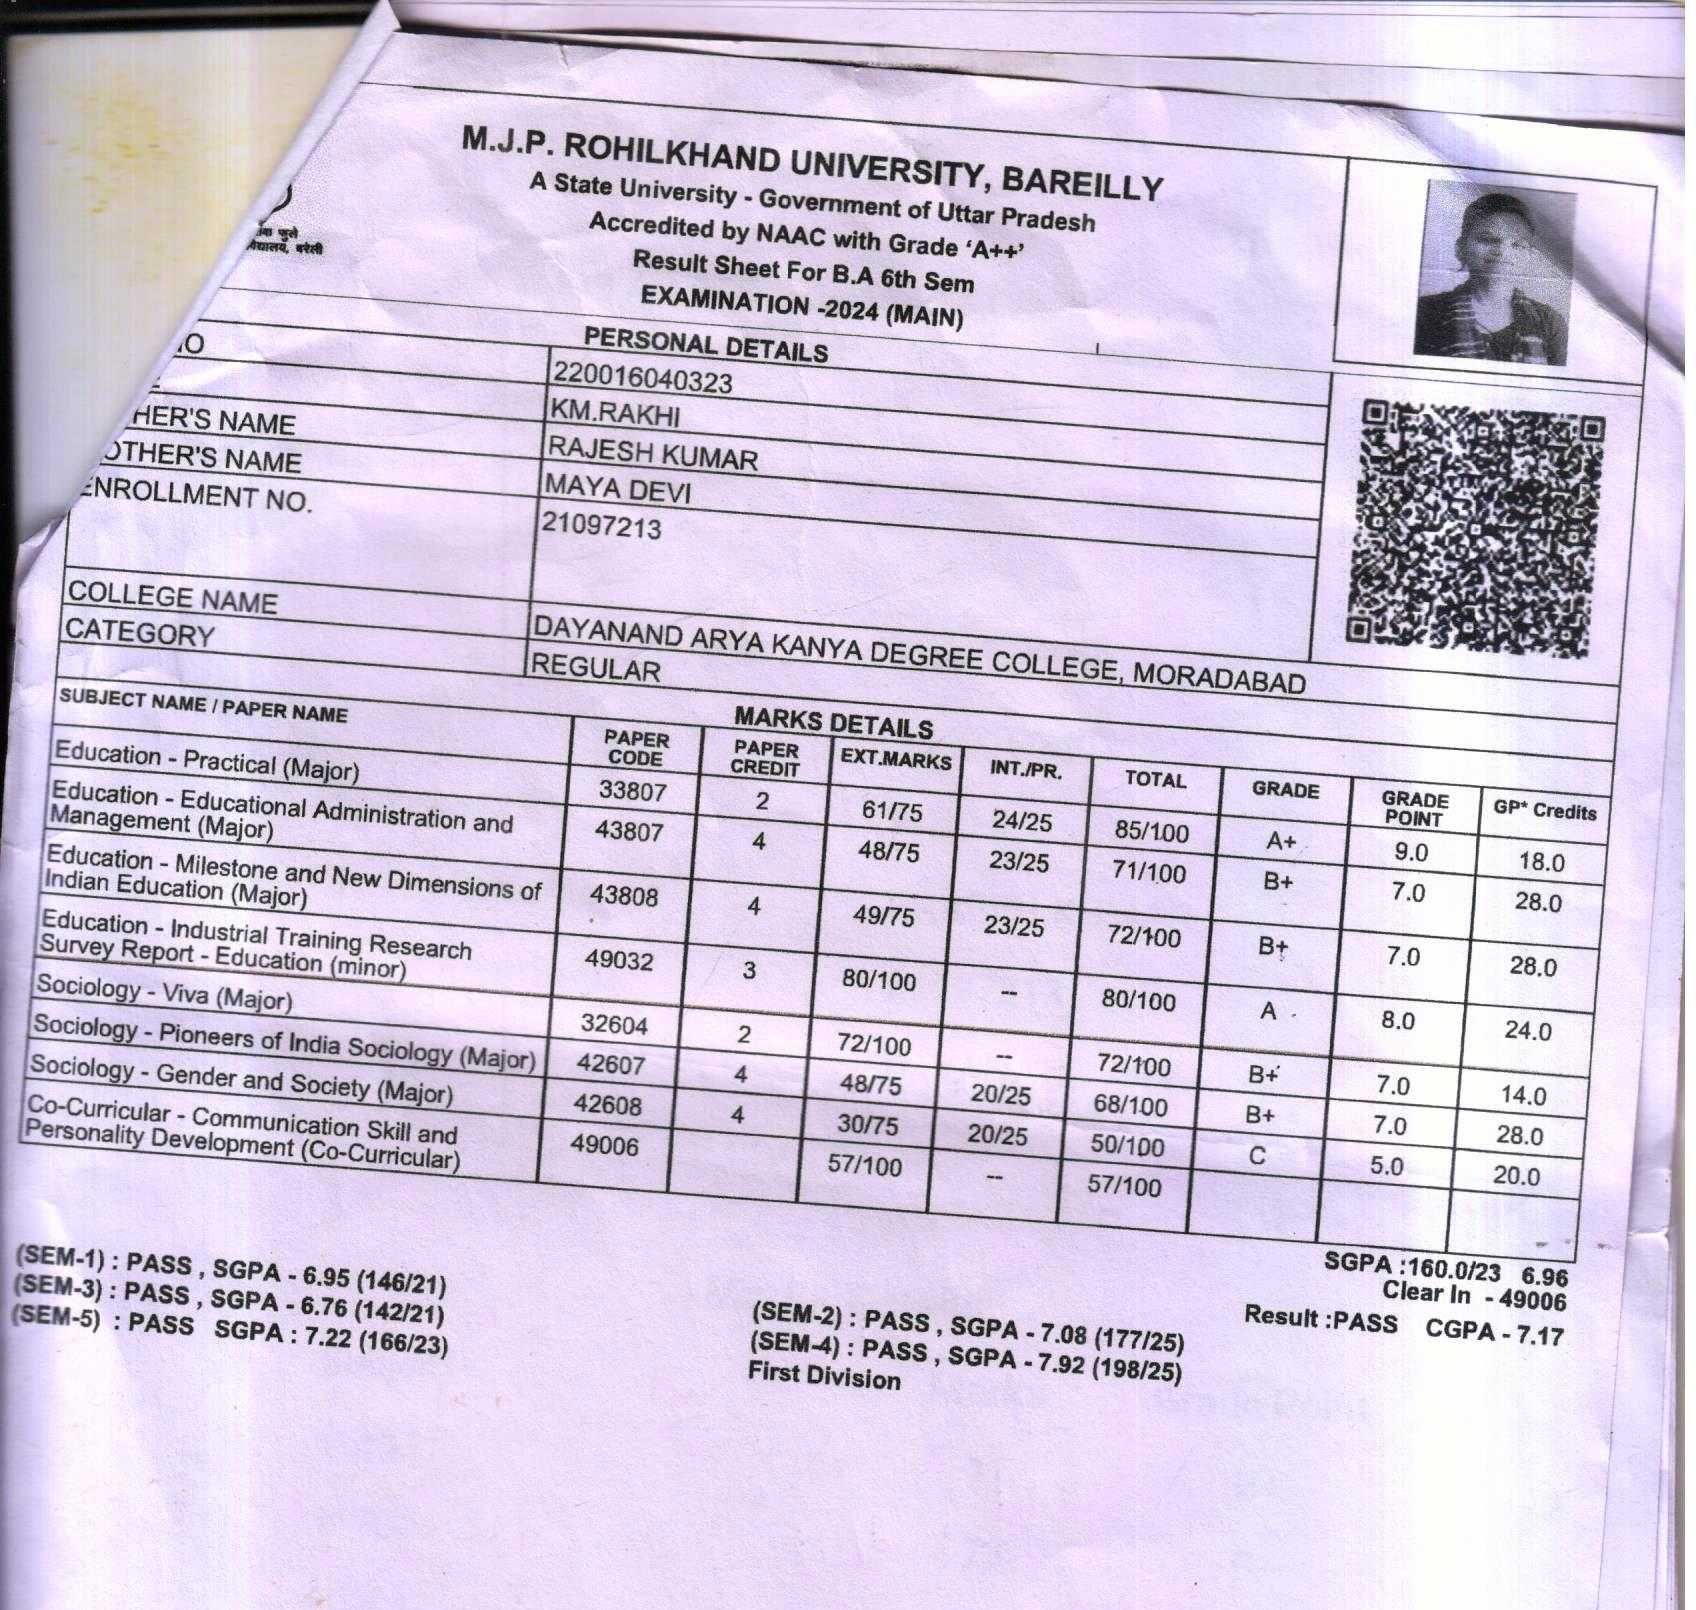 M.J.P. ROHILKHAND UNIVERSITY, BAREILLY
A State University - Government of Uttar Pradesh
Accredited by NAAC with Grade ‘A++’
Result Sheet For B.A 6th Sem
EXAMINATION -2024 (MAIN)
फुले
बरेली
PERSONAL DETAILS
NO 220016040323
KM.RAKHI
HER'S NAME RAJESH KUMAR
OTHER'S NAME MAYA DEVI
ENROLLMENT NO. 21097213
COLLEGE NAME DAYANAND ARYA KANYA DEGREE COLLEGE, MORADABAD
CATEGORY REGULAR
MARKS DETAILS
SUBJECT NAME / PAPER NAME PAPER CODE PAPER CREDIT EXT.MARKS INT./PR. TOTAL GRADE GRADE POINT GP* Credits
Education - Practical (Major) 33807 2 61/75 24/25 85/100 A+ 9.0 18.0
Education - Educational Administration and
Management (Major) 43807 4 48/75 23/25 71/100 B+ 7.0 28.0
Education - Milestone and New Dimensions of
Indian Education (Major) 43808 4 49/75 23/25 72/100 B+ 7.0 28.0
Education - Industrial Training Research
Survey Report - Education (minor) 49032 3 80/100 -- 80/100 A 8.0 24.0
Sociology - Viva (Major) 32604 2 72/100 -- 72/100 B+ 7.0 14.0
Sociology - Pioneers of India Sociology (Major) 42607 4 48/75 20/25 68/100 B+ 7.0 28.0
Sociology - Gender and Society (Major) 42608 4 30/75 20/25 50/100 C 5.0 20.0
Co-Curricular - Communication Skill and
Personality Development (Co-Curricular) 49006 57/100 -- 57/100
SGPA :160.0/23 6.96
Clear In - 49006
Result :PASS CGPA - 7.17
(SEM-1) : PASS , SGPA - 6.95 (146/21) (SEM-2) : PASS , SGPA - 7.08 (177/25)
(SEM-3) : PASS , SGPA - 6.76 (142/21) (SEM-4) : PASS , SGPA - 7.92 (198/25)
(SEM-5) : PASS SGPA : 7.22 (166/23) First Division